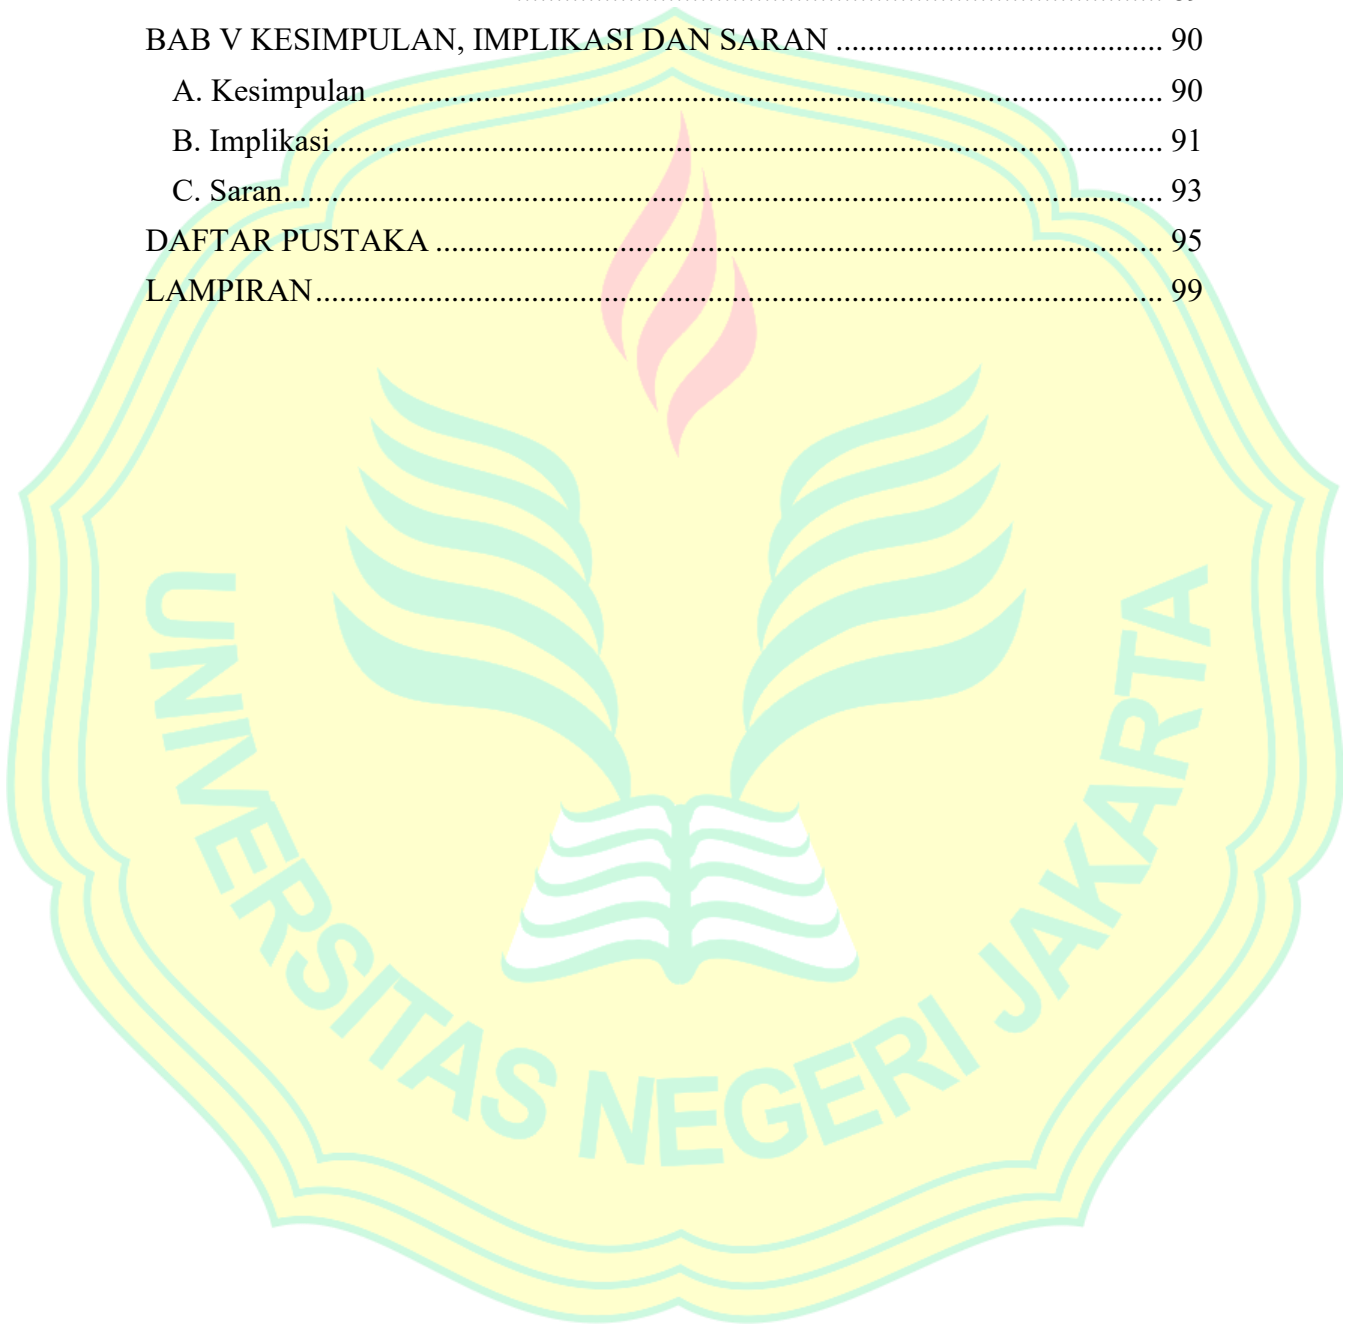 BAB V KESIMPULAN, IMPLIKASI DAN SARAN ......................................... 90
A. Kesimpulan ................................................................................................... 90
B. Implikasi........................................................................................................ 91
C. Saran.............................................................................................................. 93
DAFTAR PUSTAKA ........................................................................................... 95
LAMPIRAN.......................................................................................................... 99
UNIVERSITAS NEGERI JAKARTA